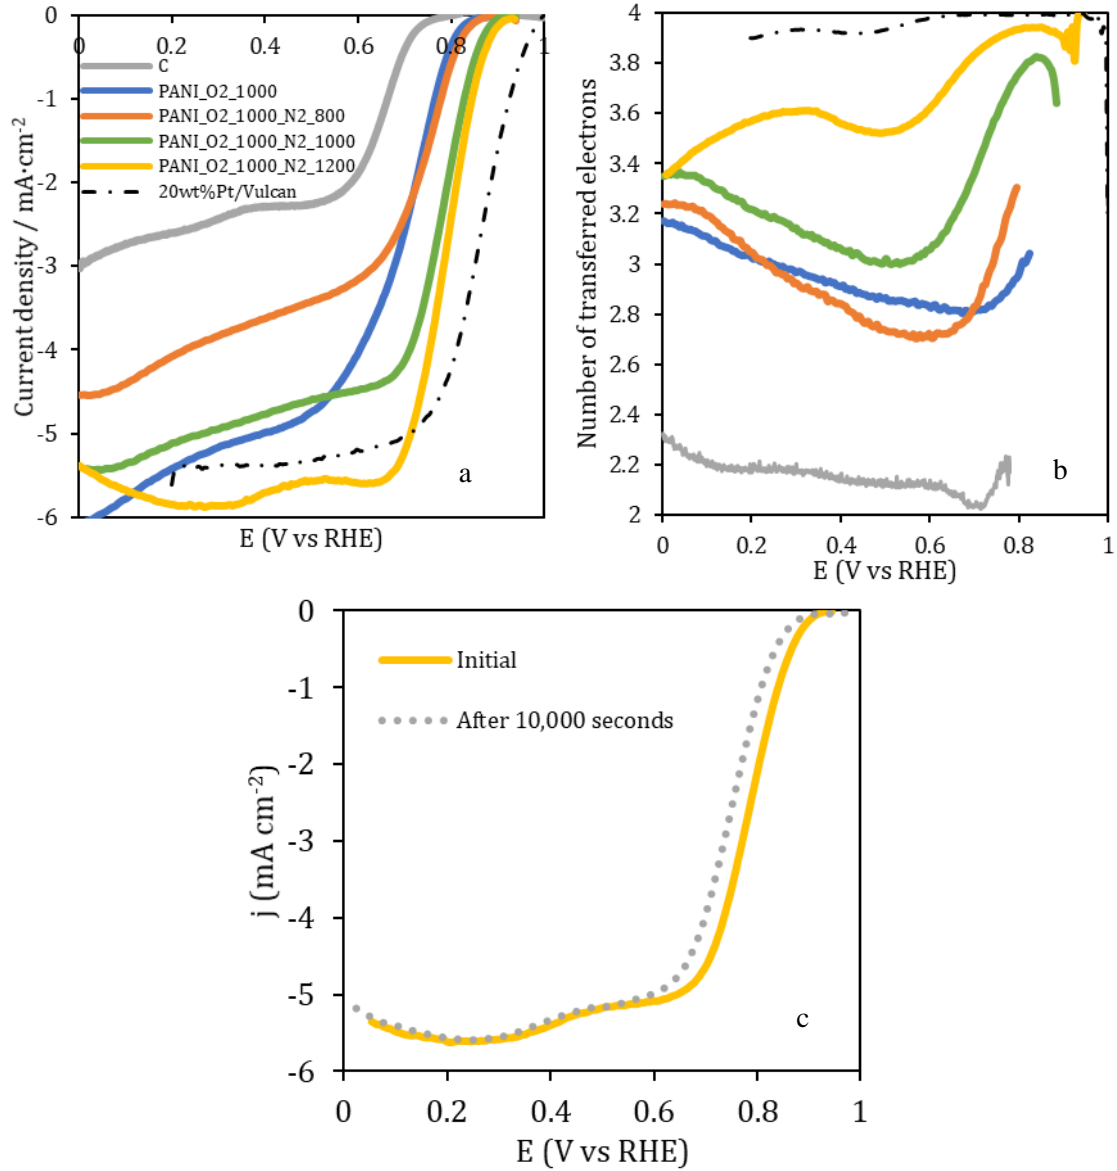 0
0.2
0.4
0.6
0.8
1
0
-1
-2
-3
-4
-5
-6
Current density / mA·cm-2
C
PANI_O2_1000
PANI_O2_1000_N2_800
PANI_O2_1000_N2_1000
PANI_O2_1000_N2_1200
20wt%Pt/Vulcan
a
E (V vs RHE)
4
3.8
3.6
3.4
3.2
3
2.8
2.6
2.4
2.2
2
Number of transferred electrons
b
0
0.2
0.4
0.6
0.8
1
E (V vs RHE)
0
-1
-2
-3
-4
-5
-6
j (mA cm-2)
Initial
After 10,000 seconds
c
0
0.2
0.4
0.6
0.8
1
E (V vs RHE)